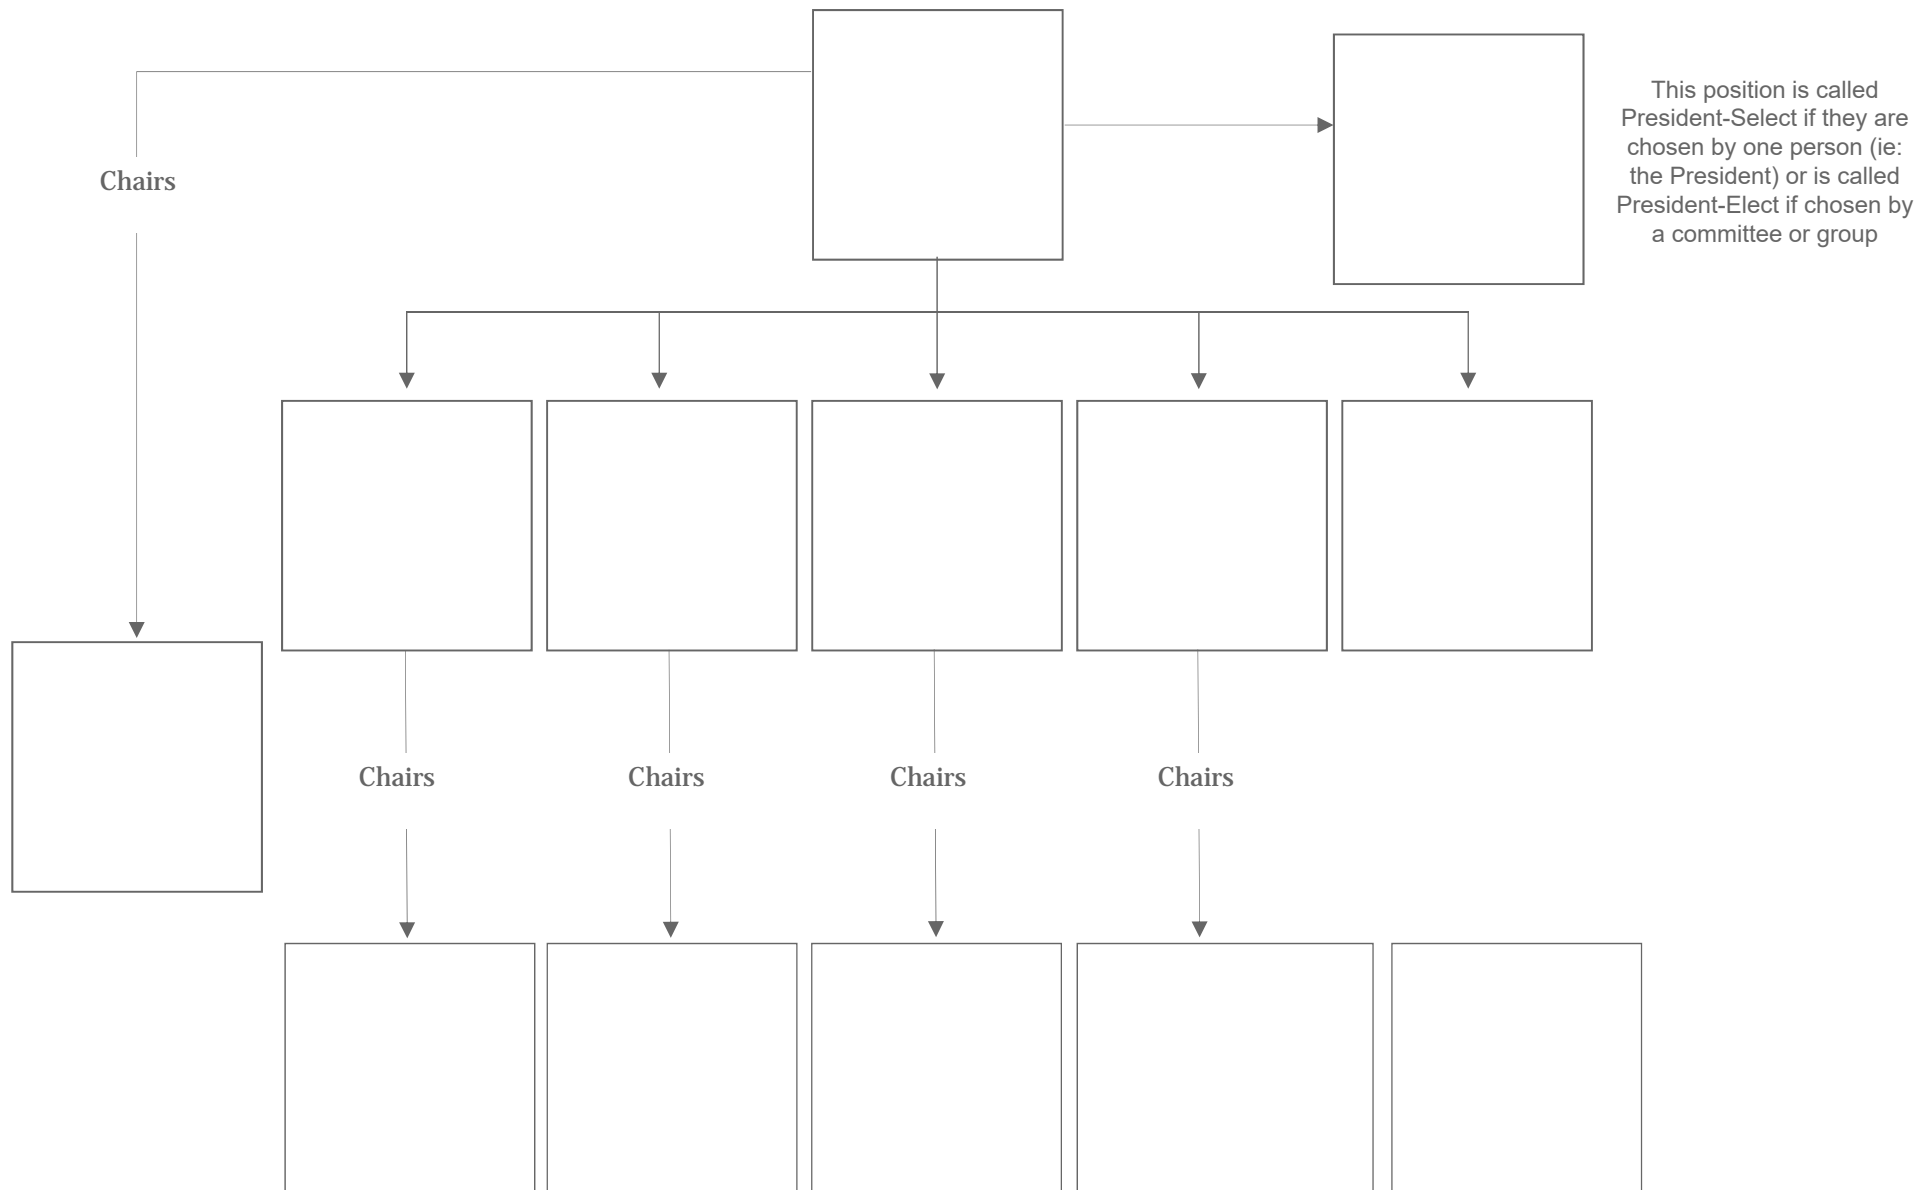 This position is called
President-Select if they are
chosen by one person (ie:
the President) or is called
President-Elect if chosen by
a committee or group
Chairs
Chairs
Chairs
Chairs
Chairs